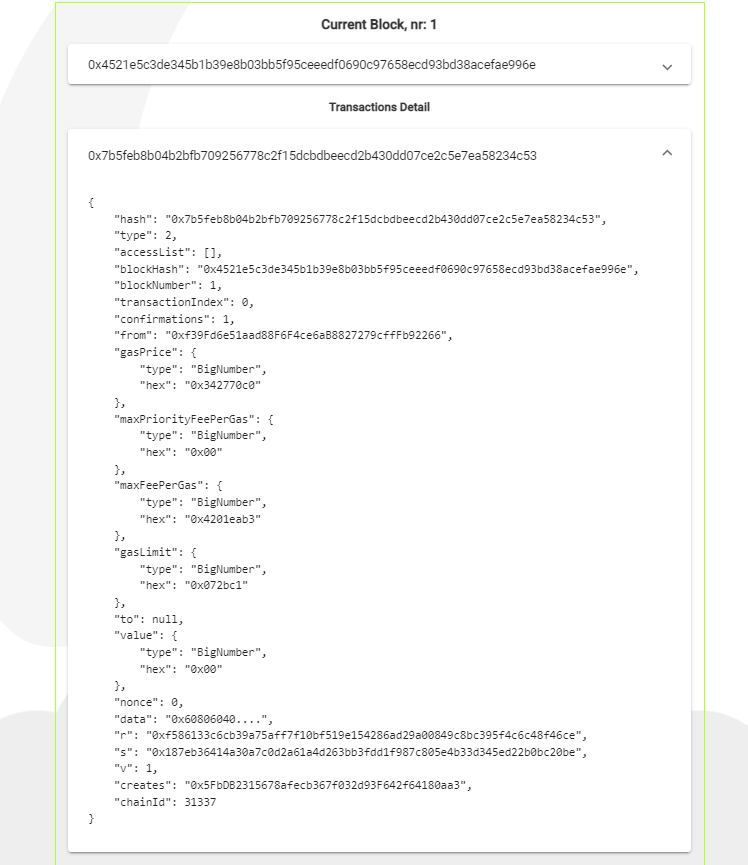 Current Block, nr: 1
0x4521e5c3de345b1b39e8b03bb5f95ceeedf0690c97658ecd93bd38acefae996e
Transactions Detail
0x7b5feb8b04b2bfb709256778c2f15dcbdbeecd2b430dd07ce2c5e7ea58234c53
{
    "hash": "0x7b5feb8b04b2bfb709256778c2f15dcbdbeecd2b430dd07ce2c5e7ea58234c53",
    "type": 2,
    "accessList": [],
    "blockHash": "0x4521e5c3de345b1b39e8b03bb5f95ceeedf0690c97658ecd93bd38acefae996e",
    "blockNumber": 1,
    "transactionIndex": 0,
    "confirmations": 1,
    "from": "0xf39Fd6e51aad88F6F4ce6aB8827279cffFb92266",
    "gasPrice": {
        "type": "BigNumber",
        "hex": "0x342770c0"
    },
    "maxPriorityFeePerGas": {
        "type": "BigNumber",
        "hex": "0x00"
    },
    "maxFeePerGas": {
        "type": "BigNumber",
        "hex": "0x4201eab3"
    },
    "gasLimit": {
        "type": "BigNumber",
        "hex": "0x072bc1"
    },
    "to": null,
    "value": {
        "type": "BigNumber",
        "hex": "0x00"
    },
    "nonce": 0,
    "data": "0x60806040....",
    "r": "0xf586133c6cb39a75aff7f10bf519e154286ad29a00849c8bc395f4c6c48f46ce",
    "s": "0x187eb36414a30a7c0d2a61a4d263bb3fdd1f987c805e4b33d345ed22b0bc20be",
    "v": 1,
    "creates": "0x5FbDB2315678afecb367f032d93F642f64180aa3",
    "chainId": 31337
}